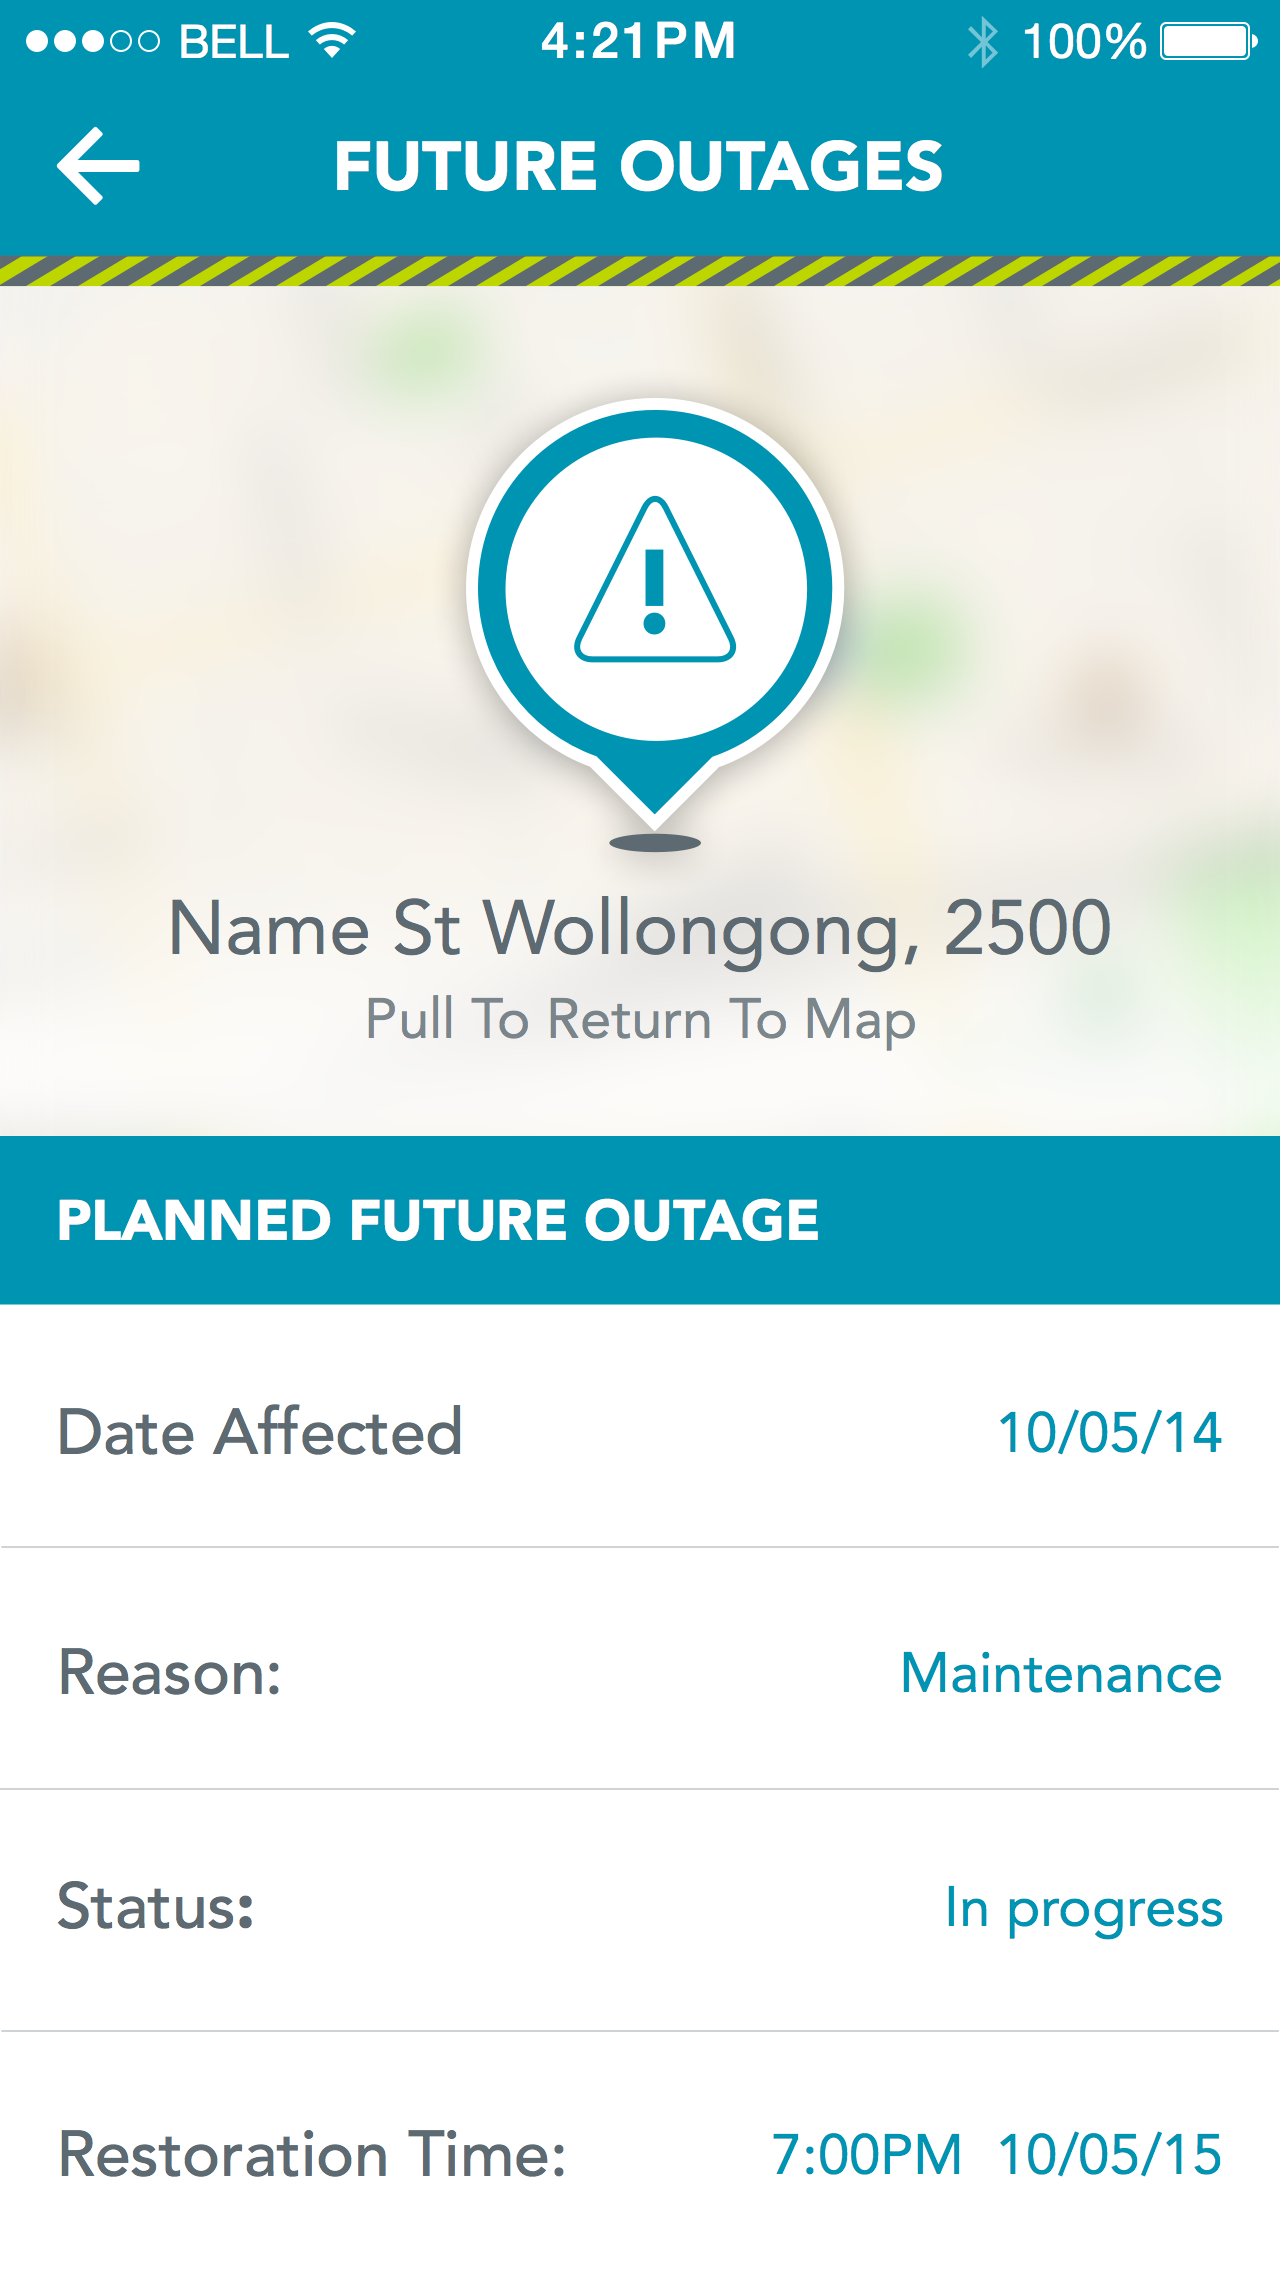 BELL 4:21PM 100%
FUTURE OUTAGES
Name St Wollongong, 2500
Pull To Return To Map
PLANNED FUTURE OUTAGE
Date Affected 10/05/14
Reason: Maintenance
Status: In progress
Restoration Time: 7:00PM 10/05/15